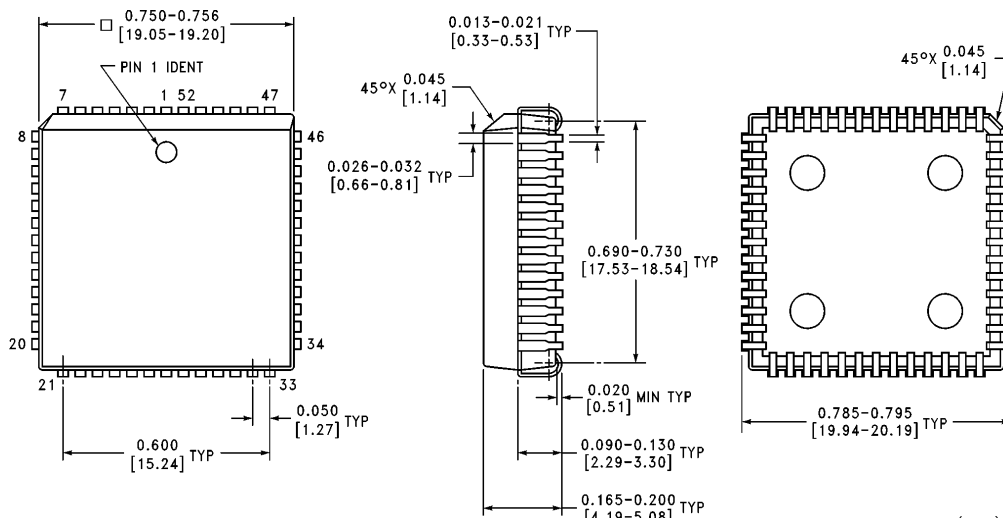 □ 0.750–0.756
[19.05–19.20]
PIN 1 IDENT
7 1 52 47
8 46
20 34
21 33
0.050 TYP
[1.27]
0.600 TYP
[15.24]
0.013–0.021 TYP
[0.33–0.53]
45°X 0.045
[1.14]
0.026–0.032 TYP
[0.66–0.81]
0.690–0.730 TYP
[17.53–18.54]
0.020 MIN TYP
[0.51]
0.090–0.130 TYP
[2.29–3.30]
0.165–0.200 TYP
[4.19–5.08]
45°X 0.045
[1.14]
0.785–0.795 TYP
[19.94–20.19]